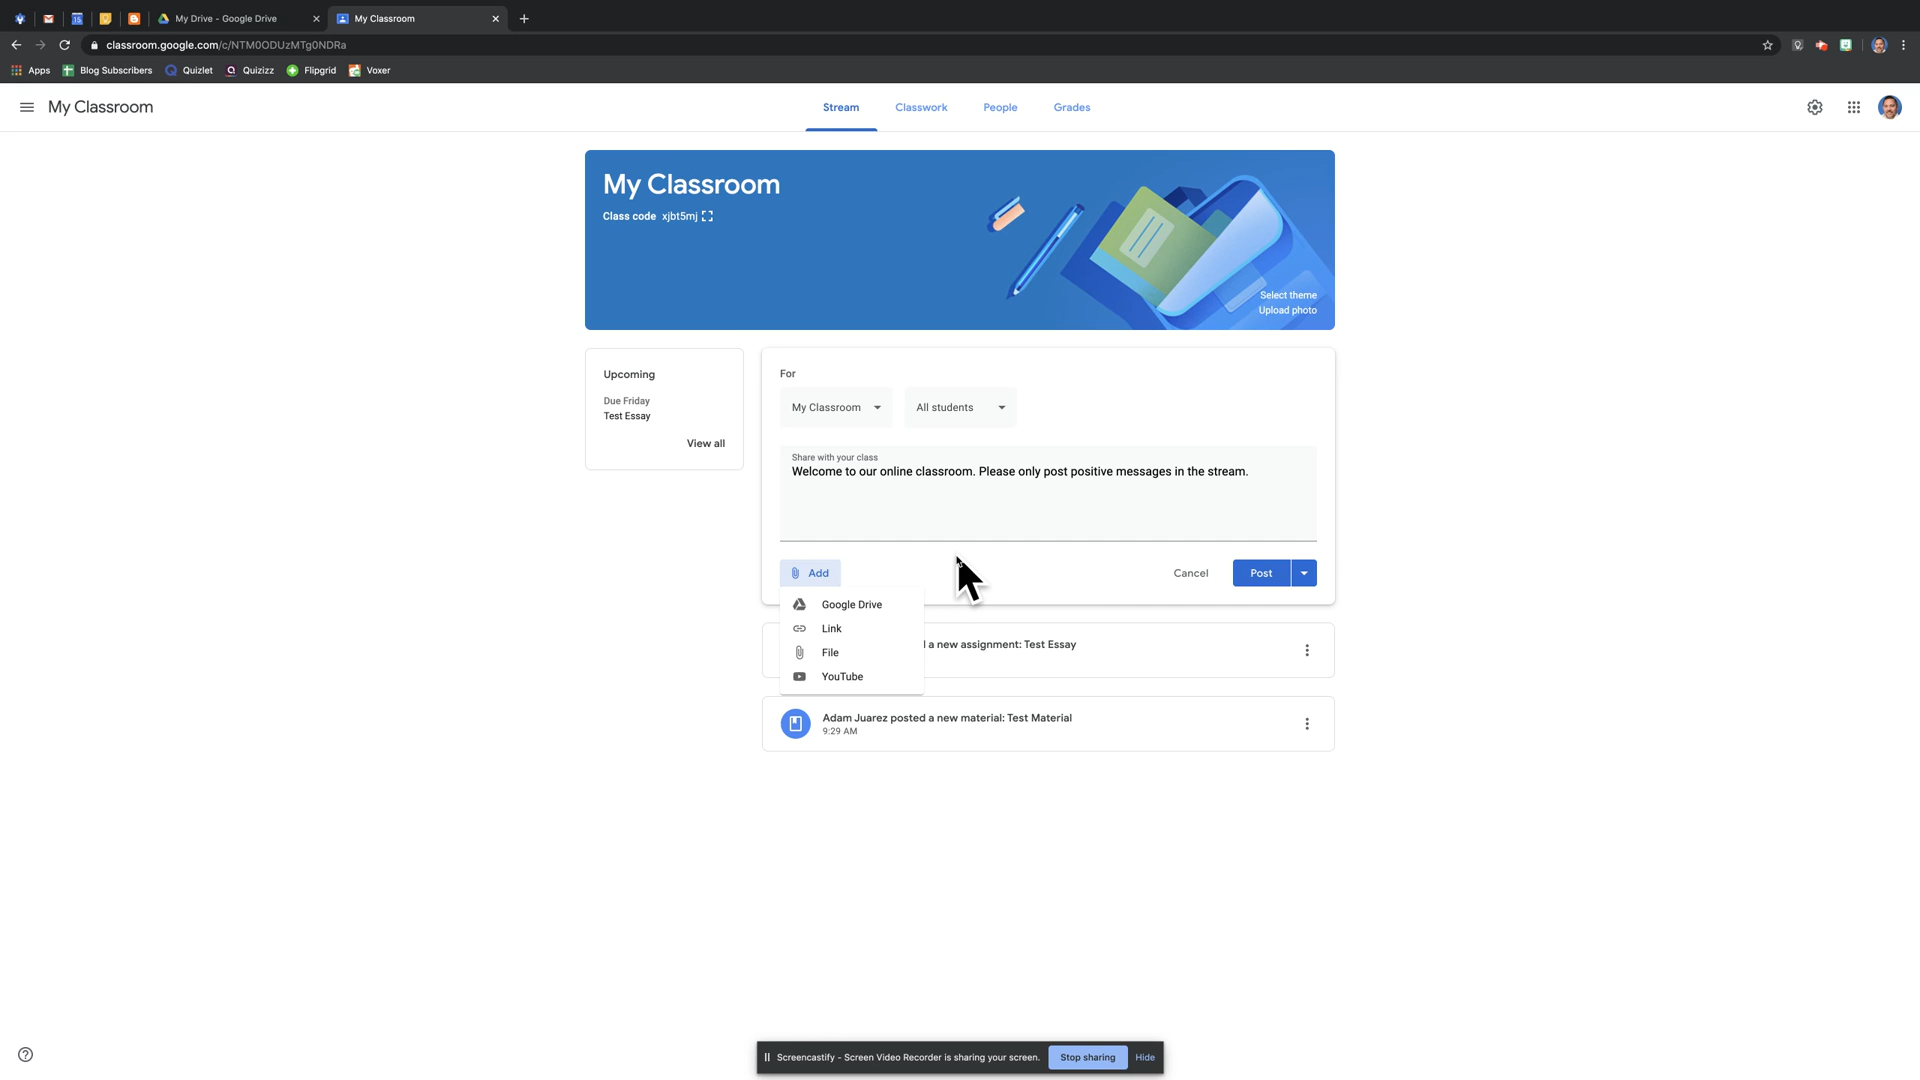 My Drive - Google Drive
My Classroom
classroom.google.com/c/NTM0ODUzMTg0NDRa
Apps
Blog Subscribers
Quizlet
Quizizz
Flipgrid
Voxer
My Classroom
Stream
Classwork
People
Grades
My Classroom
Class code xjbt5mj
Select theme
Upload photo
Upcoming
Due Friday
Test Essay
View all
For
My Classroom
All students
Share with your class
Welcome to our online classroom. Please only post positive messages in the stream.
Add
Cancel
Post
Google Drive
Link
File
YouTube
a new assignment: Test Essay
Adam Juarez posted a new material: Test Material
9:29 AM
Screencastify - Screen Video Recorder is sharing your screen.
Stop sharing
Hide